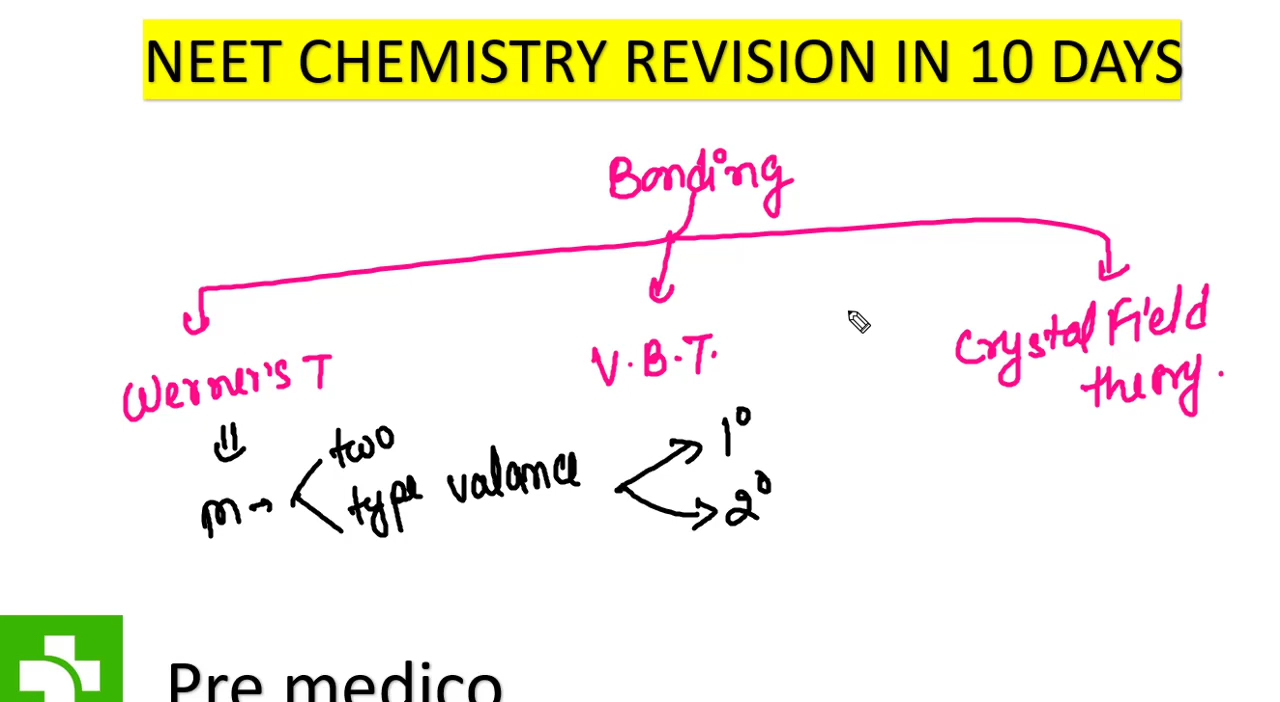 NEET CHEMISTRY REVISION IN 10 DAYS
Bonding
Werner's T
V.B.T.
Crystal Field
theory.
m → two
type valance
1°
2°
Pre medico